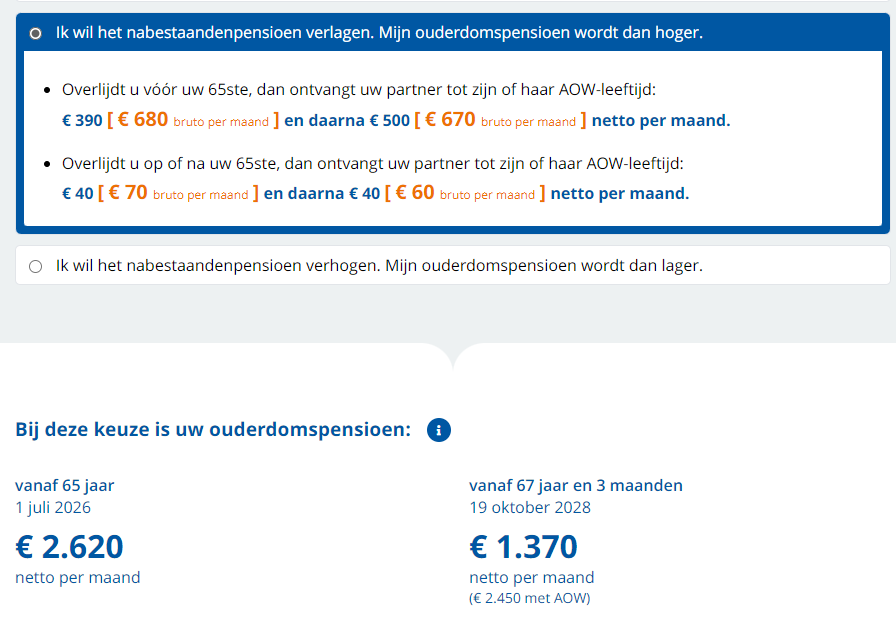 Ik wil het nabestaandenpensioen verlagen. Mijn ouderdomspensioen wordt dan hoger.
Overlijdt u vóór uw 65ste, dan ontvangt uw partner tot zijn of haar AOW-leeftijd:
€ 390 [ € 680 bruto per maand ] en daarna € 500 [ € 670 bruto per maand ] netto per maand.
Overlijdt u op of na uw 65ste, dan ontvangt uw partner tot zijn of haar AOW-leeftijd:
€ 40 [ € 70 bruto per maand ] en daarna € 40 [ € 60 bruto per maand ] netto per maand.
Ik wil het nabestaandenpensioen verhogen. Mijn ouderdomspensioen wordt dan lager.
Bij deze keuze is uw ouderdomspensioen: i
vanaf 65 jaar
1 juli 2026
€ 2.620
netto per maand
vanaf 67 jaar en 3 maanden
19 oktober 2028
€ 1.370
netto per maand
(€ 2.450 met AOW)